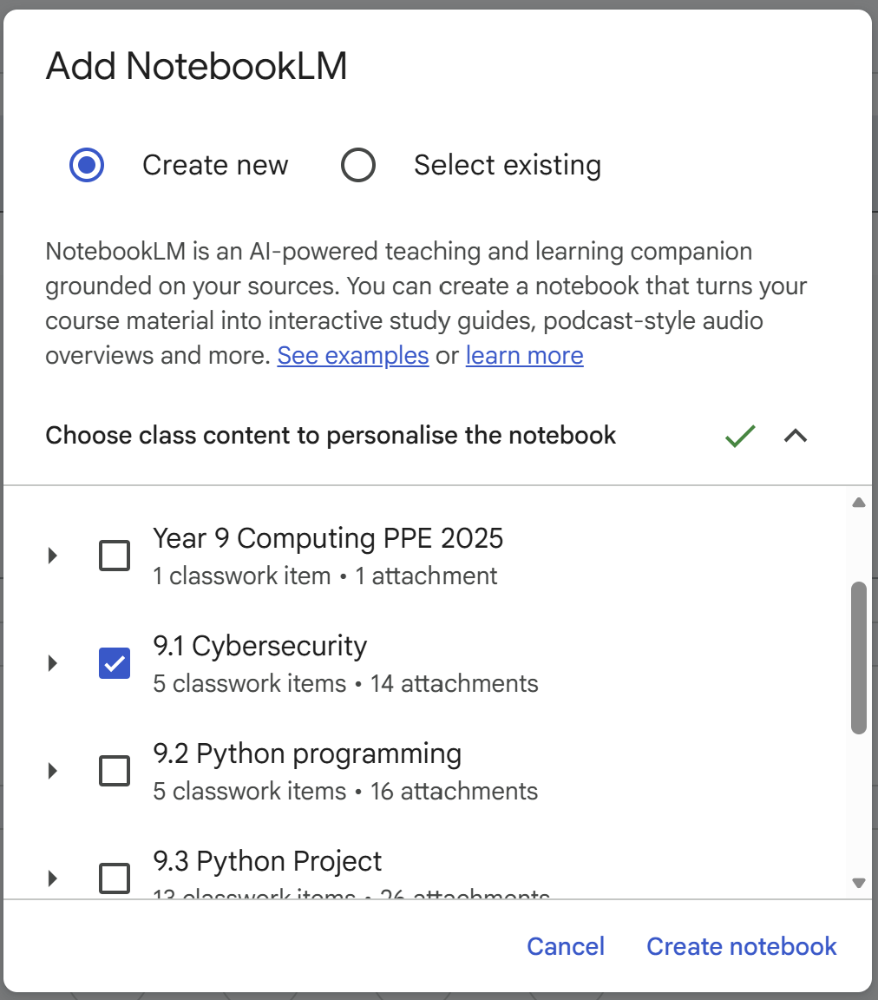 Add NotebookLM
Create new
Select existing
NotebookLM is an AI-powered teaching and learning companion
grounded on your sources. You can create a notebook that turns your
course material into interactive study guides, podcast-style audio
overviews and more. See examples or learn more
Choose class content to personalise the notebook
Year 9 Computing PPE 2025
1 classwork item • 1 attachment
9.1 Cybersecurity
5 classwork items • 14 attachments
9.2 Python programming
5 classwork items • 16 attachments
9.3 Python Project
13 classwork items • 26 attachments
Cancel
Create notebook